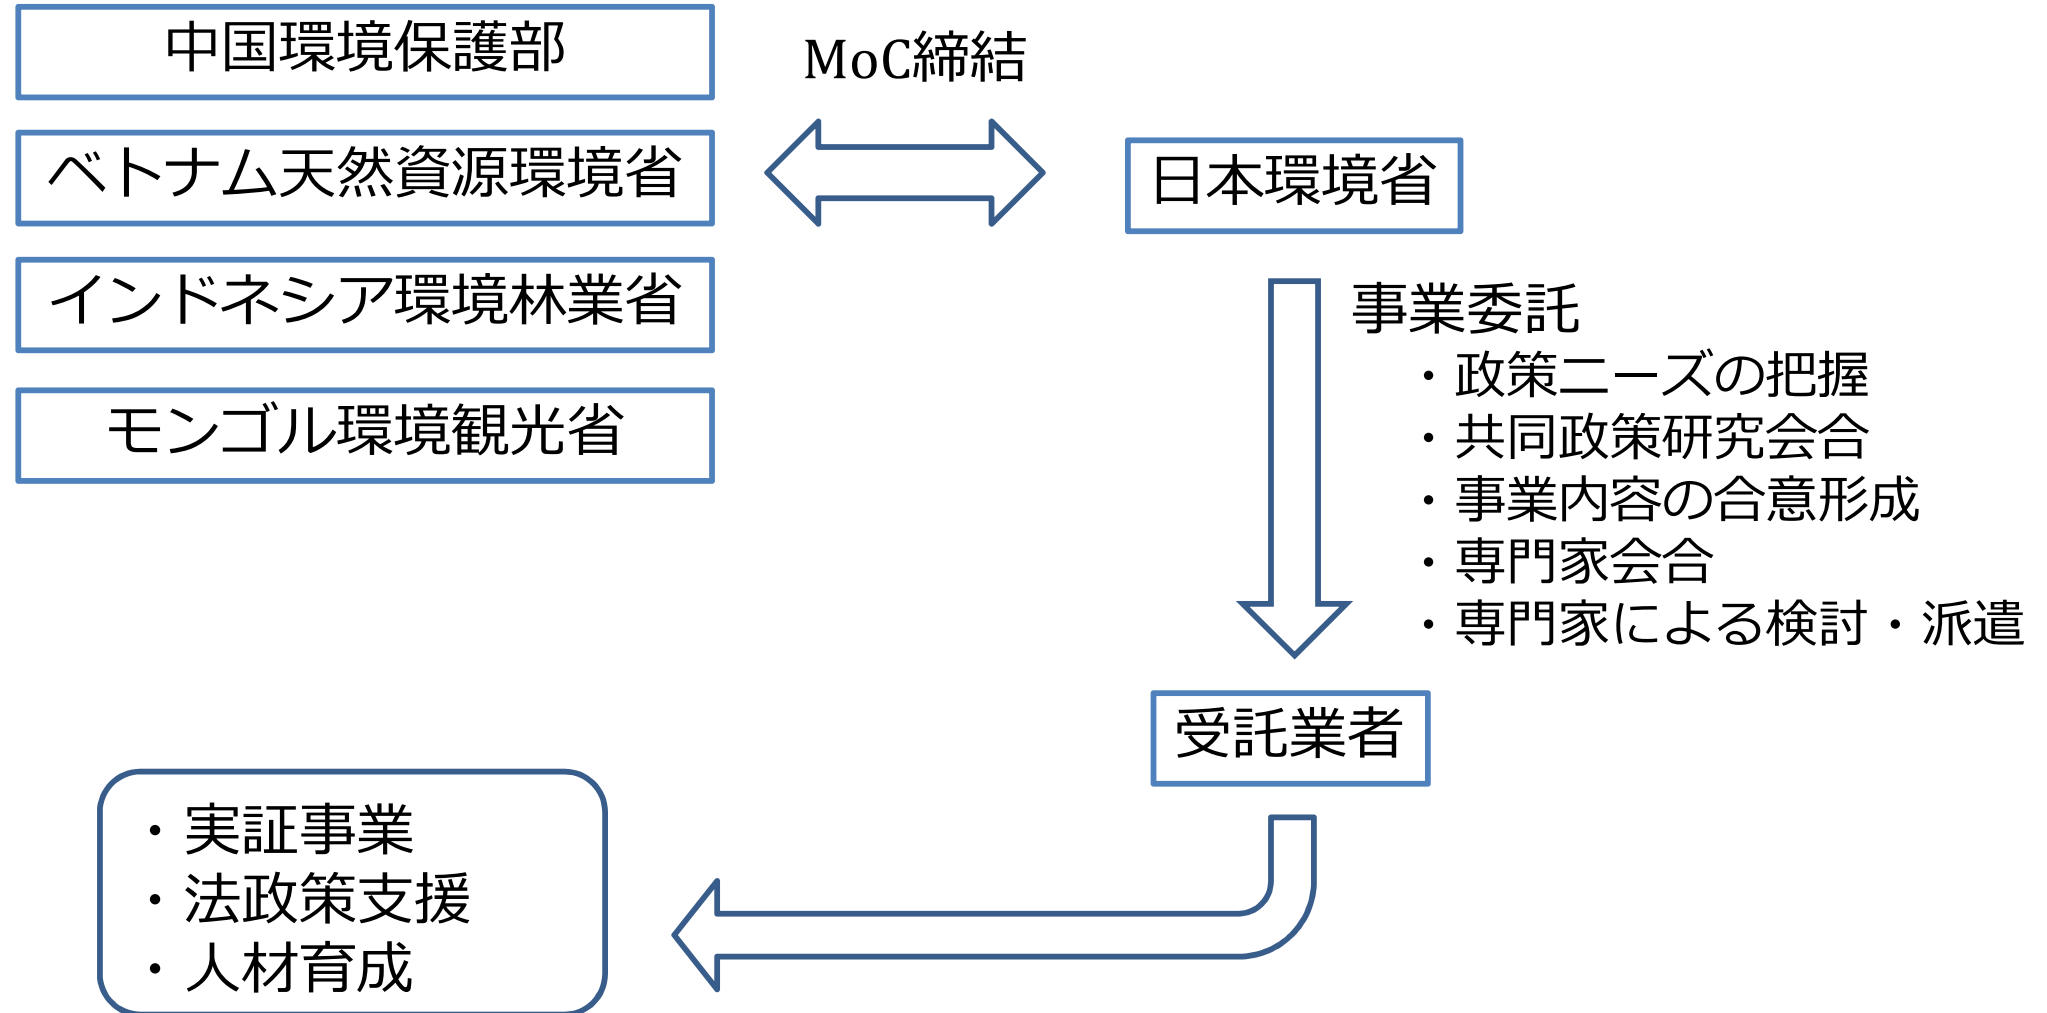 中国環境保護部
ベトナム天然資源環境省
インドネシア環境林業省
モンゴル環境観光省
MoC締結
日本環境省
事業委託
・政策ニーズの把握
・共同政策研究会合
・事業内容の合意形成
・専門家会合
・専門家による検討・派遣
受託業者
・実証事業
・法政策支援
・人材育成